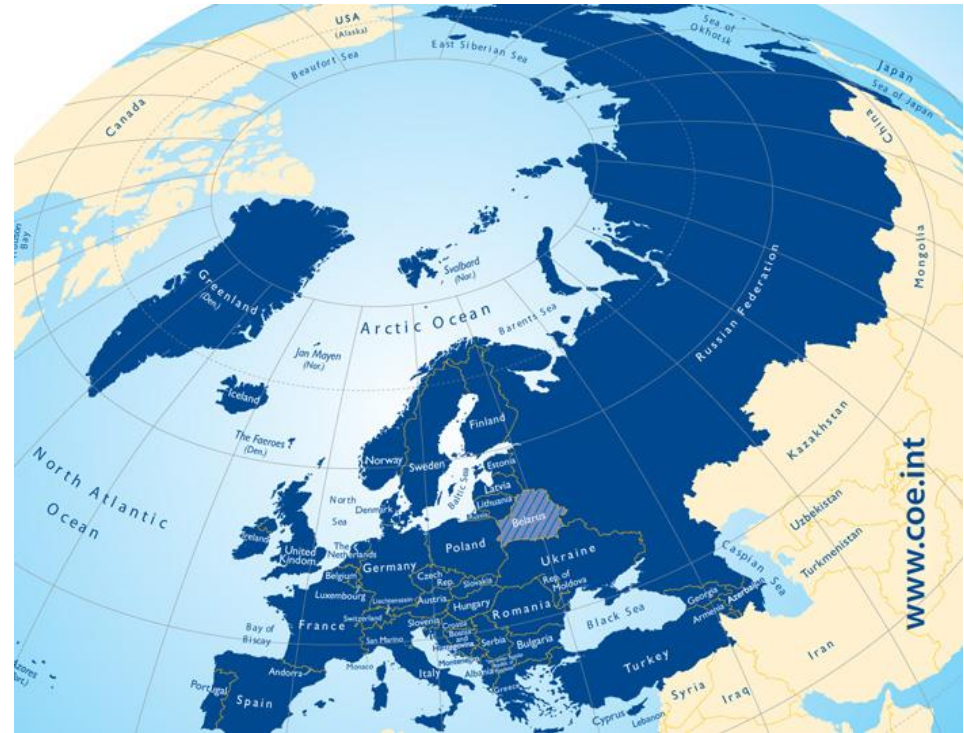 USA
(Alaska)
Sea of
Okhotsk
Beaufort Sea
East Siberian Sea
Japan
Sea of Japan
Canada
China
Bay
Mongolia
Greenland
(Den.)
Svalbard
(Nor.)
Russian Federation
Arctic Ocean
Barents Sea
Jan Mayen
(Nor.)
Iceland
Finland
Kazakhstan
The Faeroes
(Den.)
Norway
Sweden
Estonia
North Atlantic
Ocean
Baltic Sea
Latvia
Lithuania
North
Sea
Denmark
Belarus
Uzbekistan
www.coe.int
Ireland
United
Kindom
The
Netherlands
Poland
Ukraine
Turkmenistan
Caspian Sea
Belgium
Germany
Czech
Rep.
Slovakia
Rep. of
Moldova
Luxembourg
Liechtenstein
Austria
Hungary
Georgia
Azerbaijan
Armenia
Switzerland
France
Slovenia
Romania
Black Sea
Bay of
Biscay
San Marino
Croatia
Bosnia
and
Herzegovina
Serbia
Bulgaria
Iran
Monaco
Italy
Montenegro
Andorra
Albania
Turkey
Portugal
Spain
Greece
Syria
Iraq
Cyprus
Lebanon